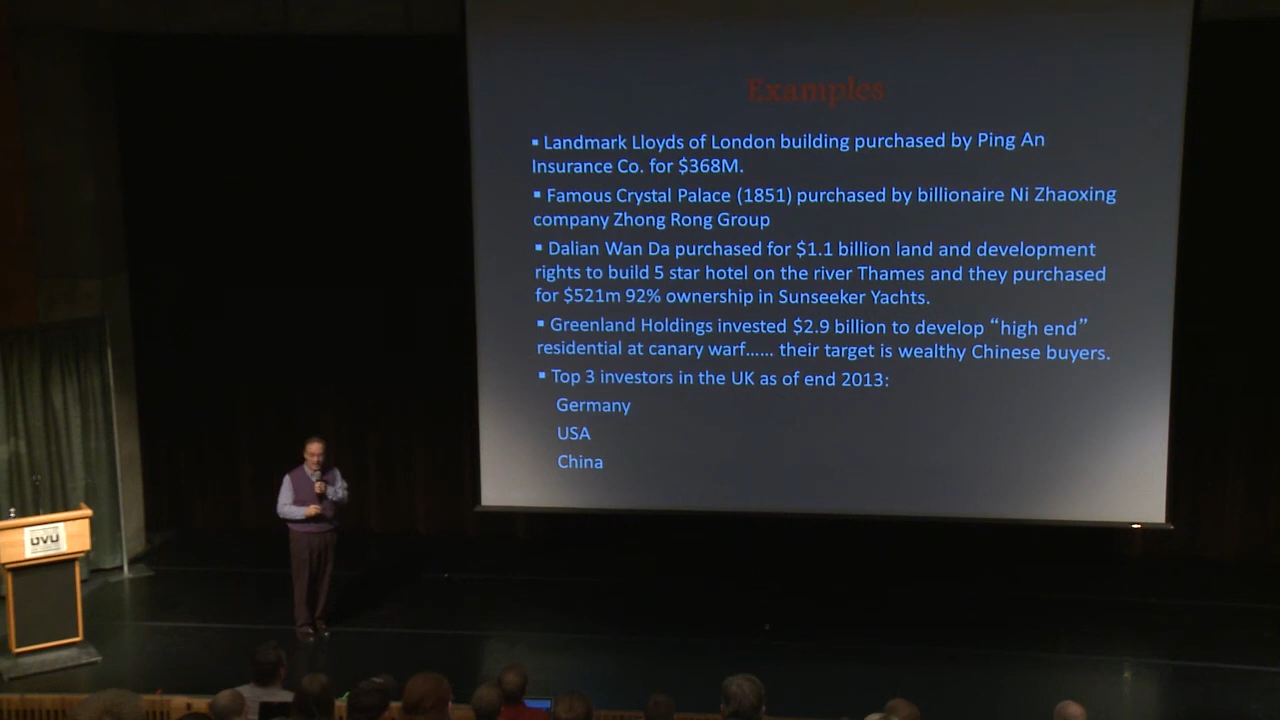 Examples
▪ Landmark Lloyds of London building purchased by Ping An
Insurance Co. for $368M.
▪ Famous Crystal Palace (1851) purchased by billionaire Ni Zhaoxing
company Zhong Rong Group
▪ Dalian Wan Da purchased for $1.1 billion land and development
rights to build 5 star hotel on the river Thames and they purchased
for $521m 92% ownership in Sunseeker Yachts.
▪ Greenland Holdings invested $2.9 billion to develop “high end”
residential at canary warf...... their target is wealthy Chinese buyers.
▪ Top 3 investors in the UK as of end 2013:
Germany
USA
China
UVU